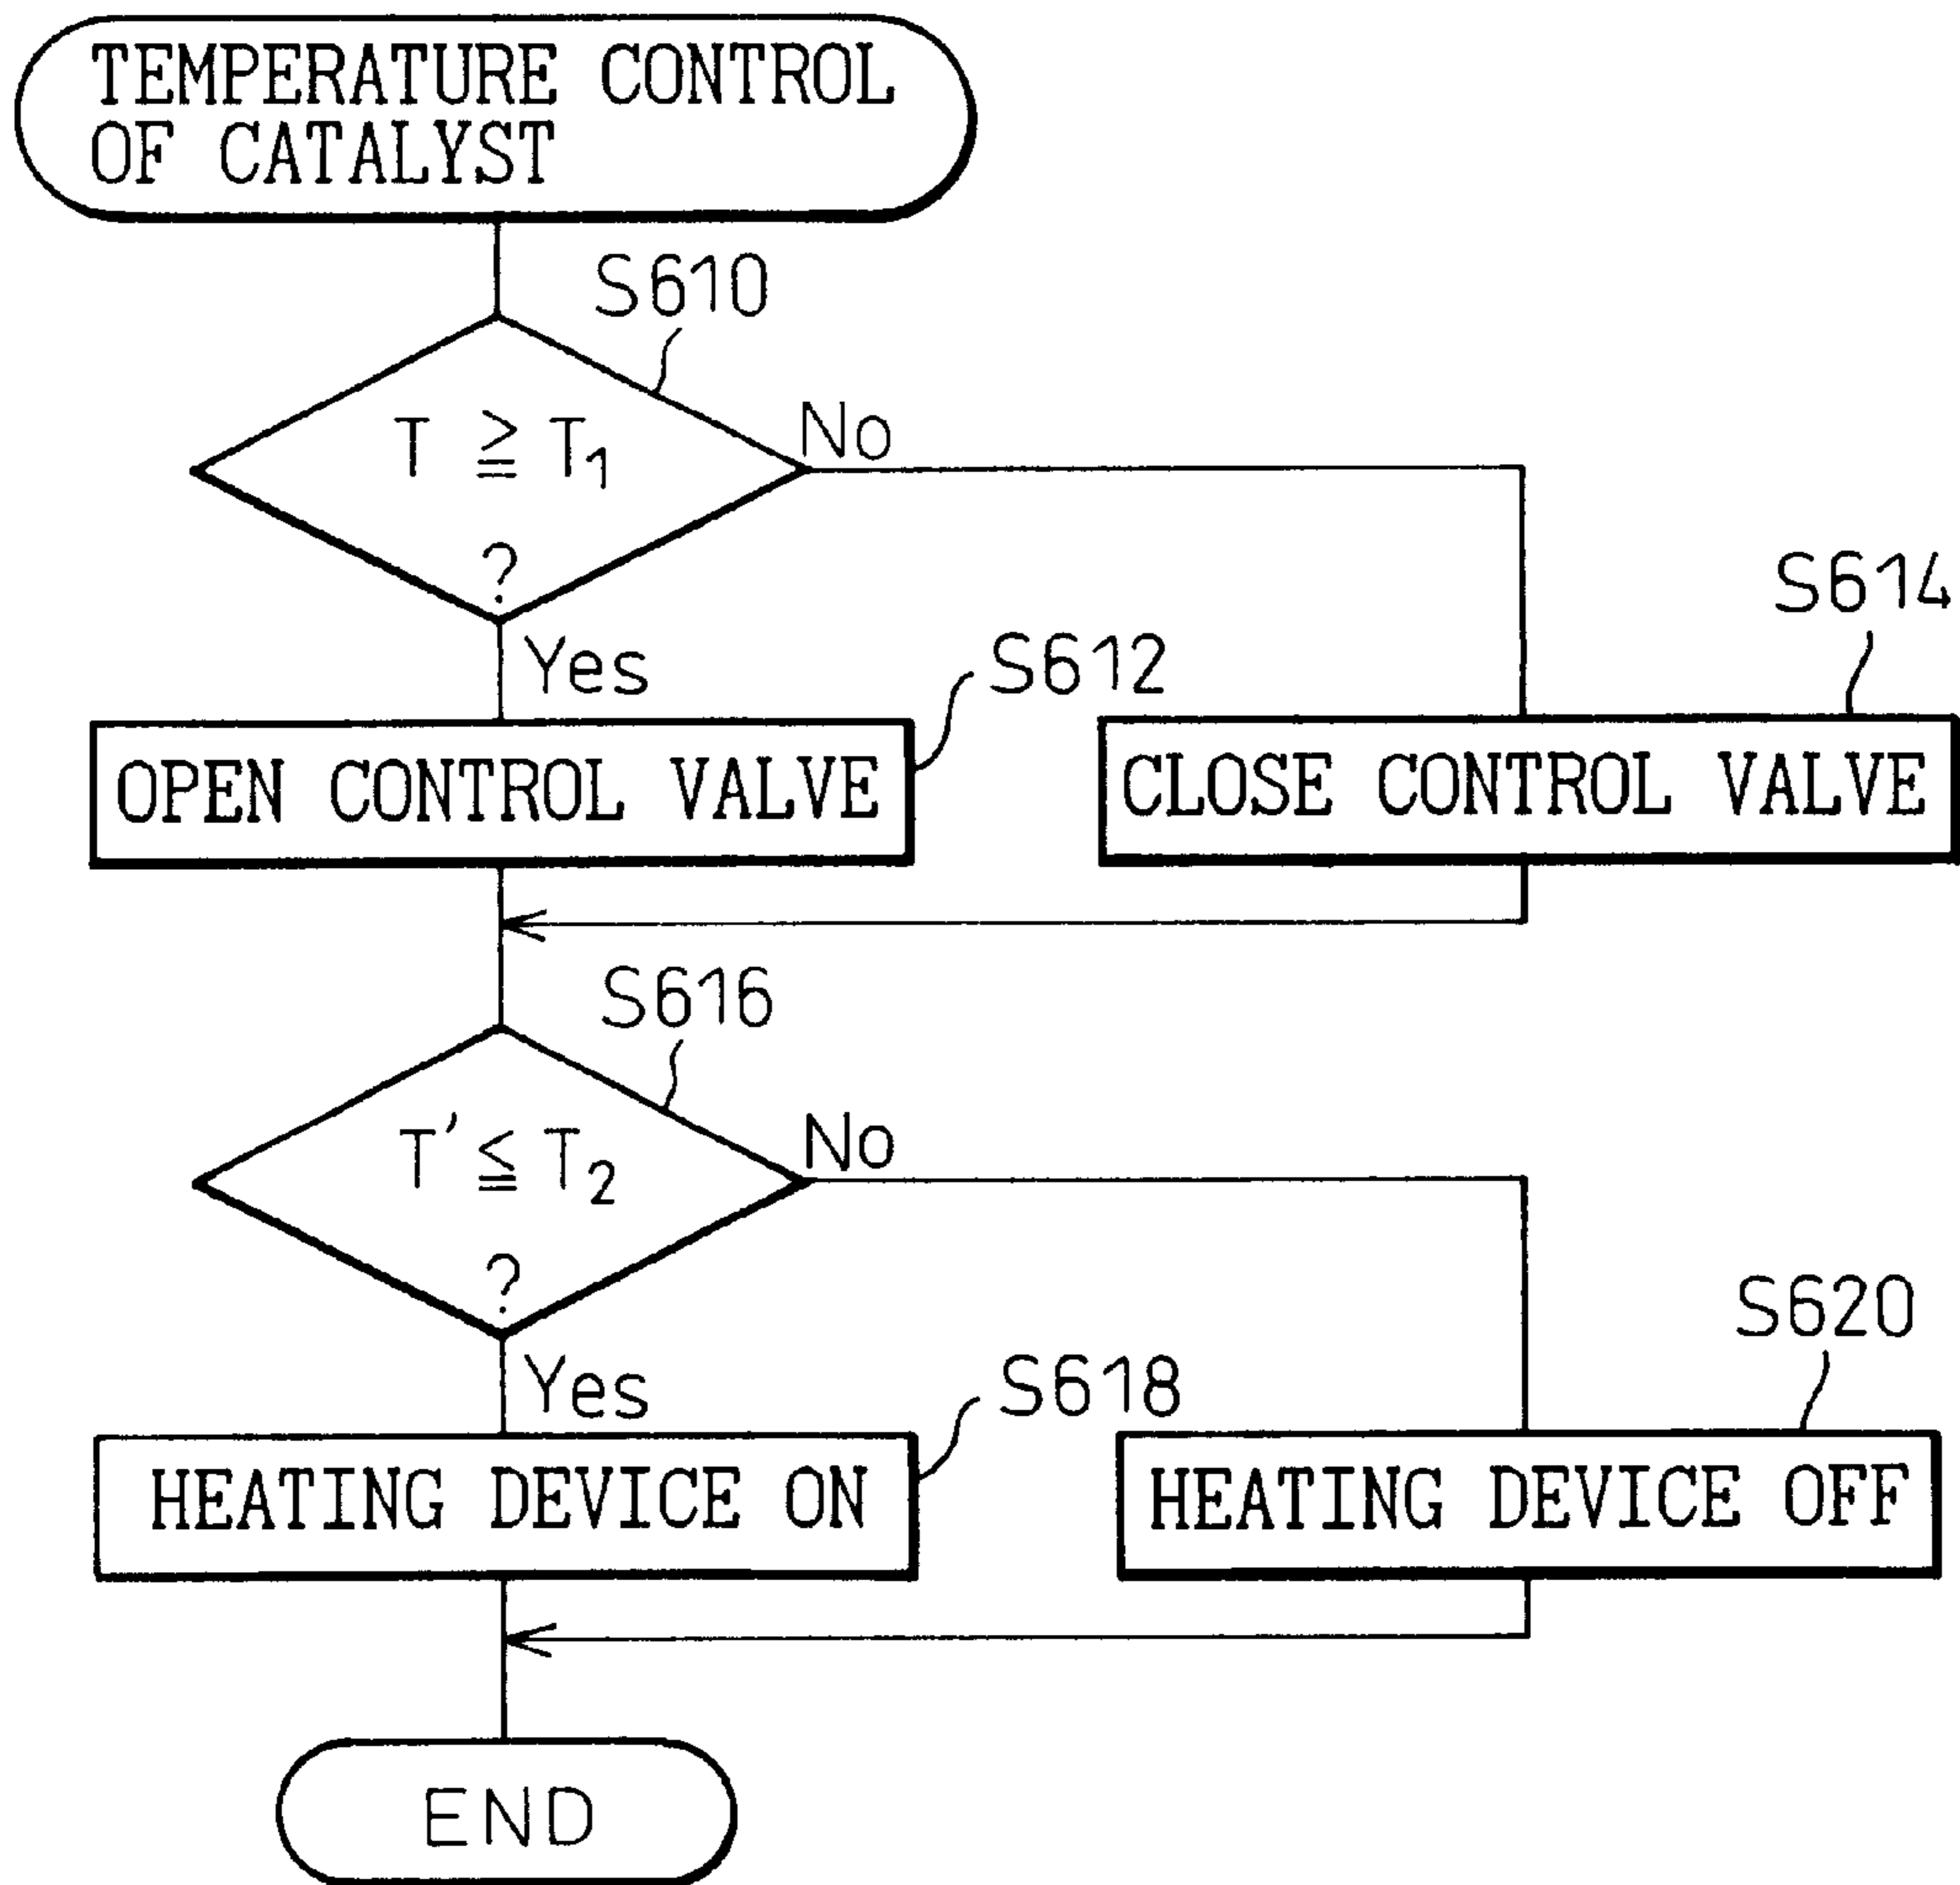 TEMPERATURE CONTROL
OF CATALYST
S610
T ≧ T1
?
No
Yes
S612
S614
OPEN CONTROL VALVE
CLOSE CONTROL VALVE
S616
T' ≦ T2
?
No
Yes
S618
S620
HEATING DEVICE ON
HEATING DEVICE OFF
END